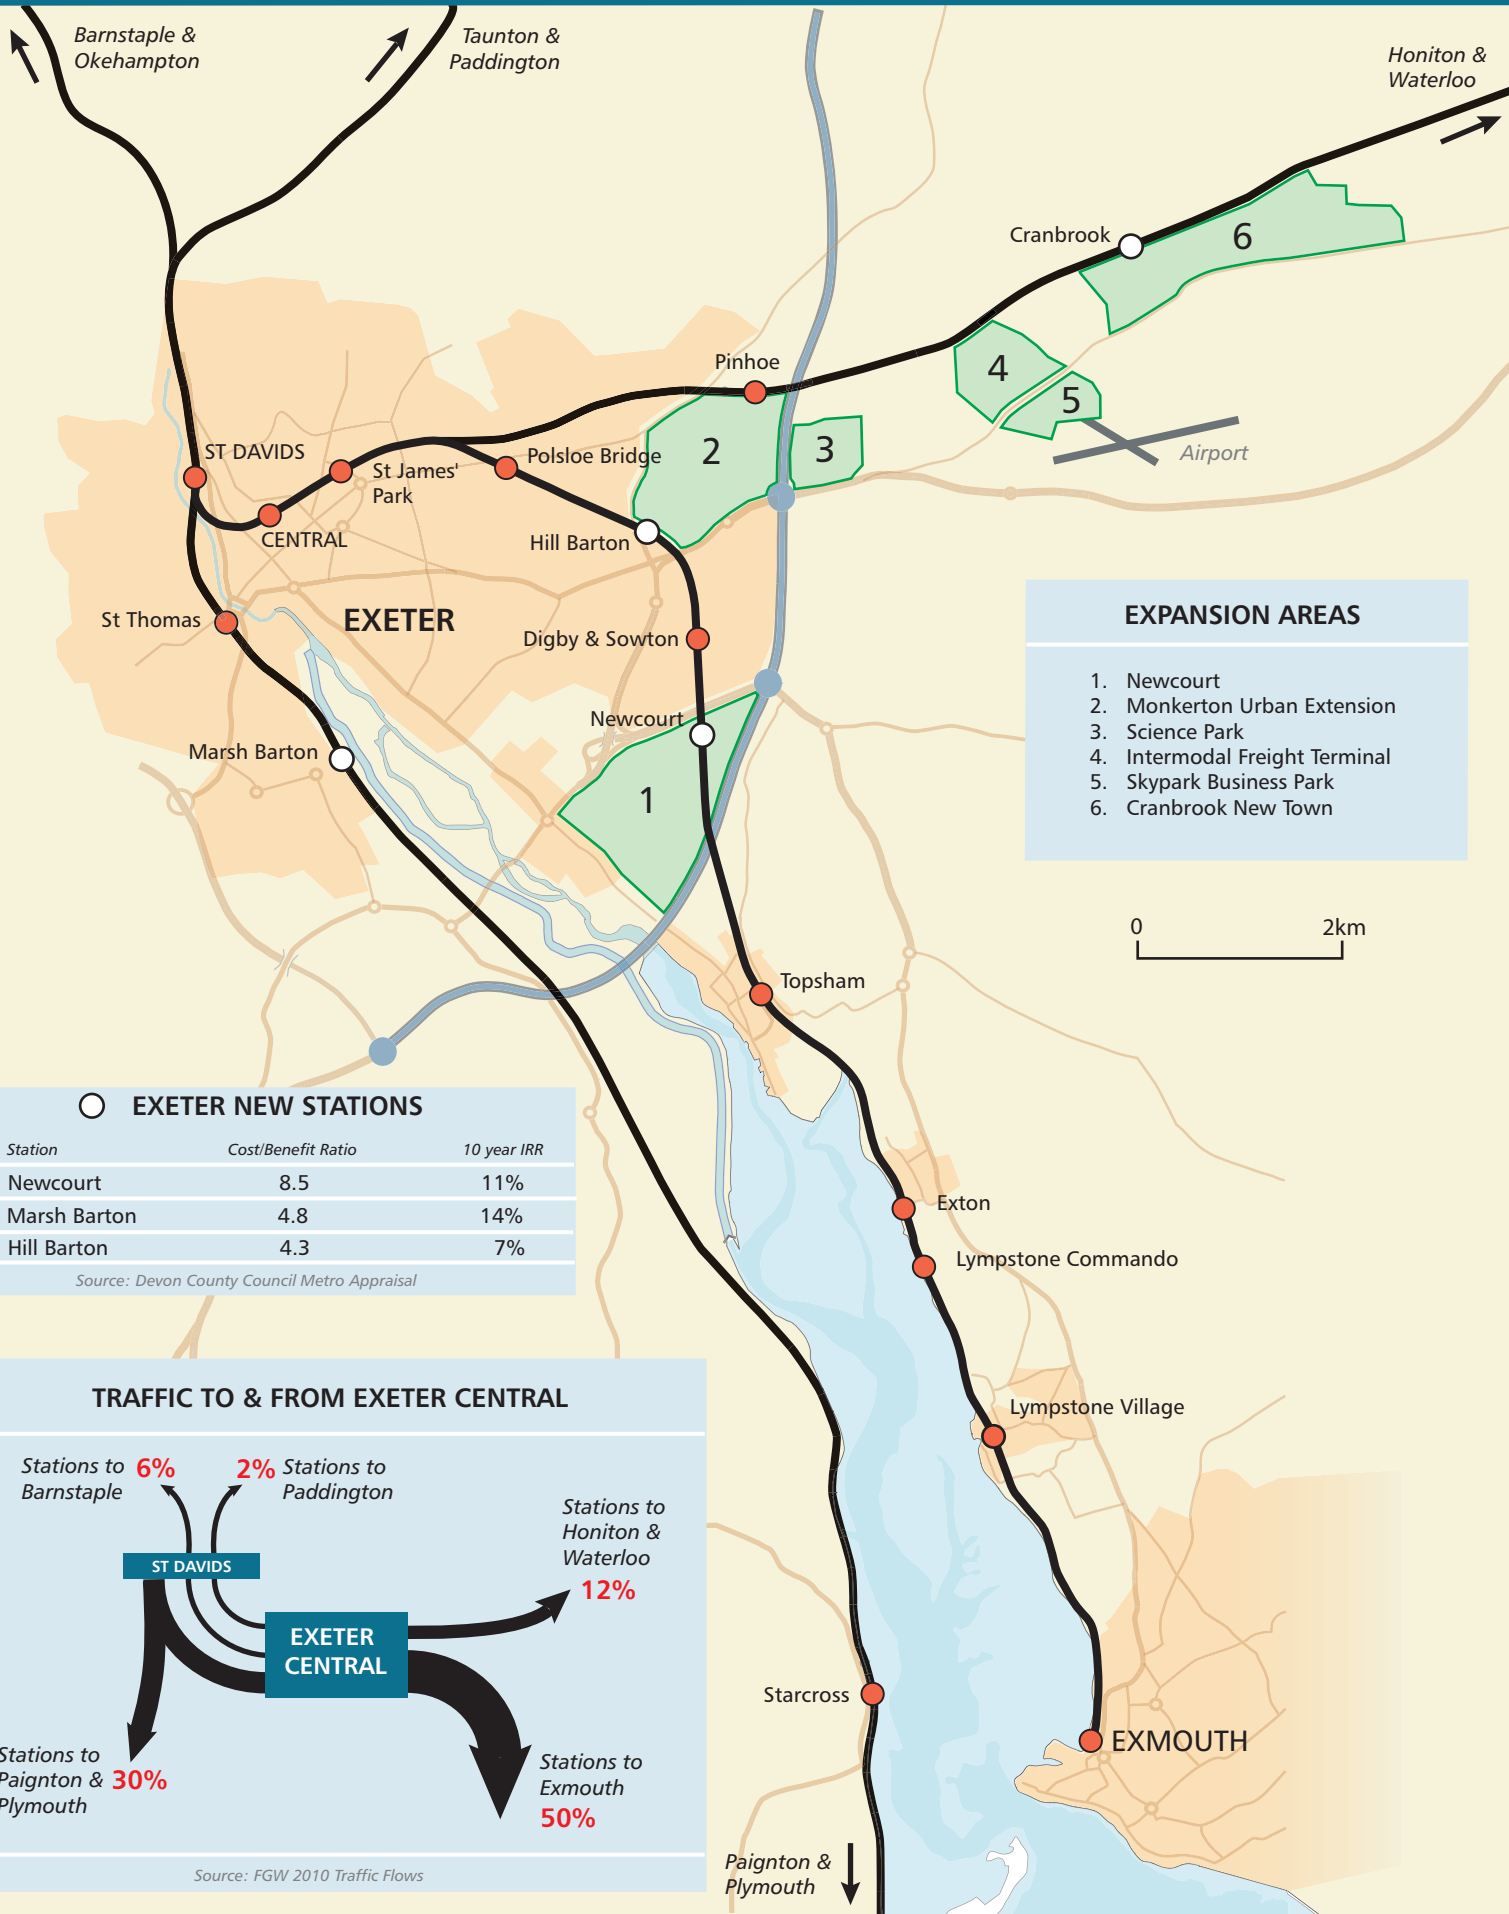 Barnstaple &
Okehampton
Taunton &
Paddington
Honiton &
Waterloo
Cranbrook
6
Pinhoe
4
5
ST DAVIDS
St James'
Park
Polsloe Bridge
2
3
Airport
CENTRAL
Hill Barton
St Thomas
EXETER
Digby & Sowton
EXPANSION AREAS
1. Newcourt
2. Monkerton Urban Extension
3. Science Park
4. Intermodal Freight Terminal
5. Skypark Business Park
6. Cranbrook New Town
Newcourt
Marsh Barton
1
0 2km
Topsham
EXETER NEW STATIONS
Station Cost/Benefit Ratio 10 year IRR
Newcourt 8.5 11%
Marsh Barton 4.8 14%
Hill Barton 4.3 7%
Source: Devon County Council Metro Appraisal
Exton
Lympstone Commando
Lympstone Village
TRAFFIC TO & FROM EXETER CENTRAL
Stations to
Barnstaple
6%
2%
Stations to
Paddington
Stations to
Honiton &
Waterloo
12%
ST DAVIDS
EXETER
CENTRAL
Stations to
Paignton &
Plymouth
30%
Stations to
Exmouth
50%
Source: FGW 2010 Traffic Flows
Starcross
EXMOUTH
Paignton &
Plymouth